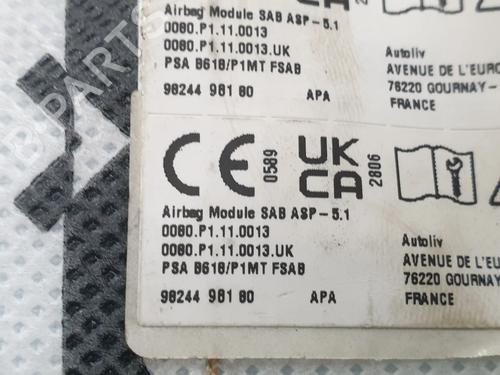 Airbag Module SAB ASP-5.1
0080.P1.11.0013
0080.P1.11.0013.UK
PSA B618/P1MT FSAB
98244 981 80 APA
Autoliv
AVENUE DE L'EURO
76220 GOURNAY-
FRANCE
CE 0589 UK CA 2806
Airbag Module SAB ASP-5.1
0080.P1.11.0013
0080.P1.11.0013.UK
PSA B618/P1MT FSAB
98244 981 80 APA
Autoliv
AVENUE DE L'EURO
76220 GOURNAY
FRANCE
B-PARTS